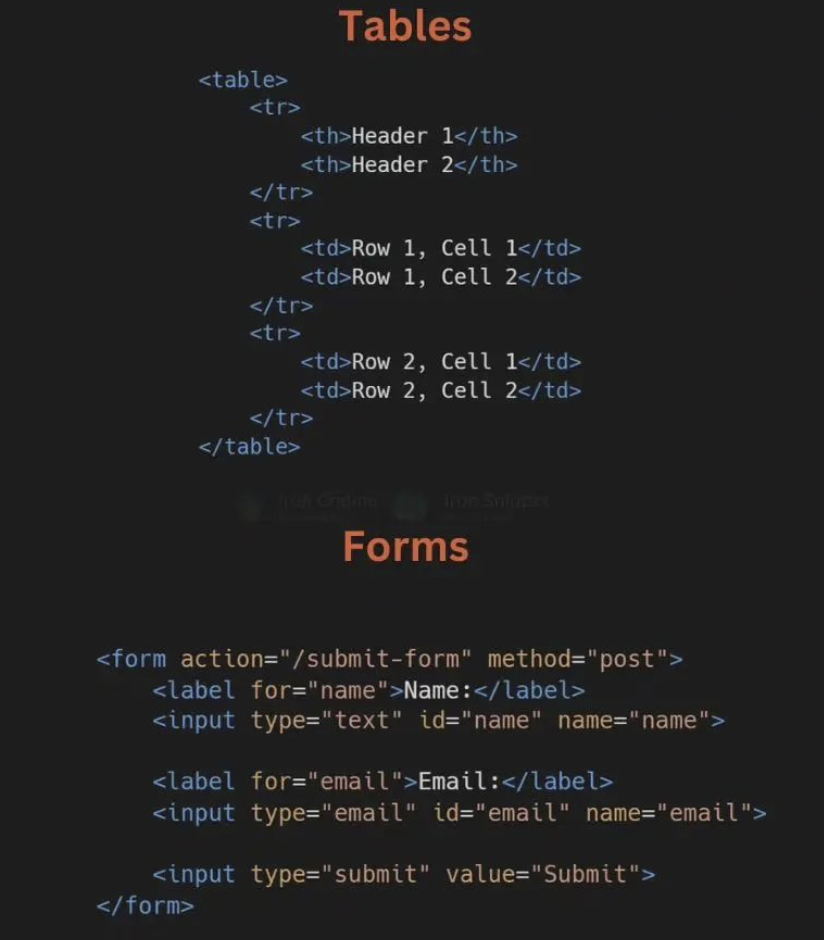 Tables
<table>
<tr>
<th>Header 1</th>
<th>Header 2</th>
</tr>
<tr>
<td>Row 1, Cell 1</td>
<td>Row 1, Cell 2</td>
</tr>
<tr>
<td>Row 2, Cell 1</td>
<td>Row 2, Cell 2</td>
</tr>
</table>
Forms
<form action="/submit-form" method="post">
<label for="name">Name:</label>
<input type="text" id="name" name="name">
<label for="email">Email:</label>
<input type="email" id="email" name="email">
<input type="submit" value="Submit">
</form>